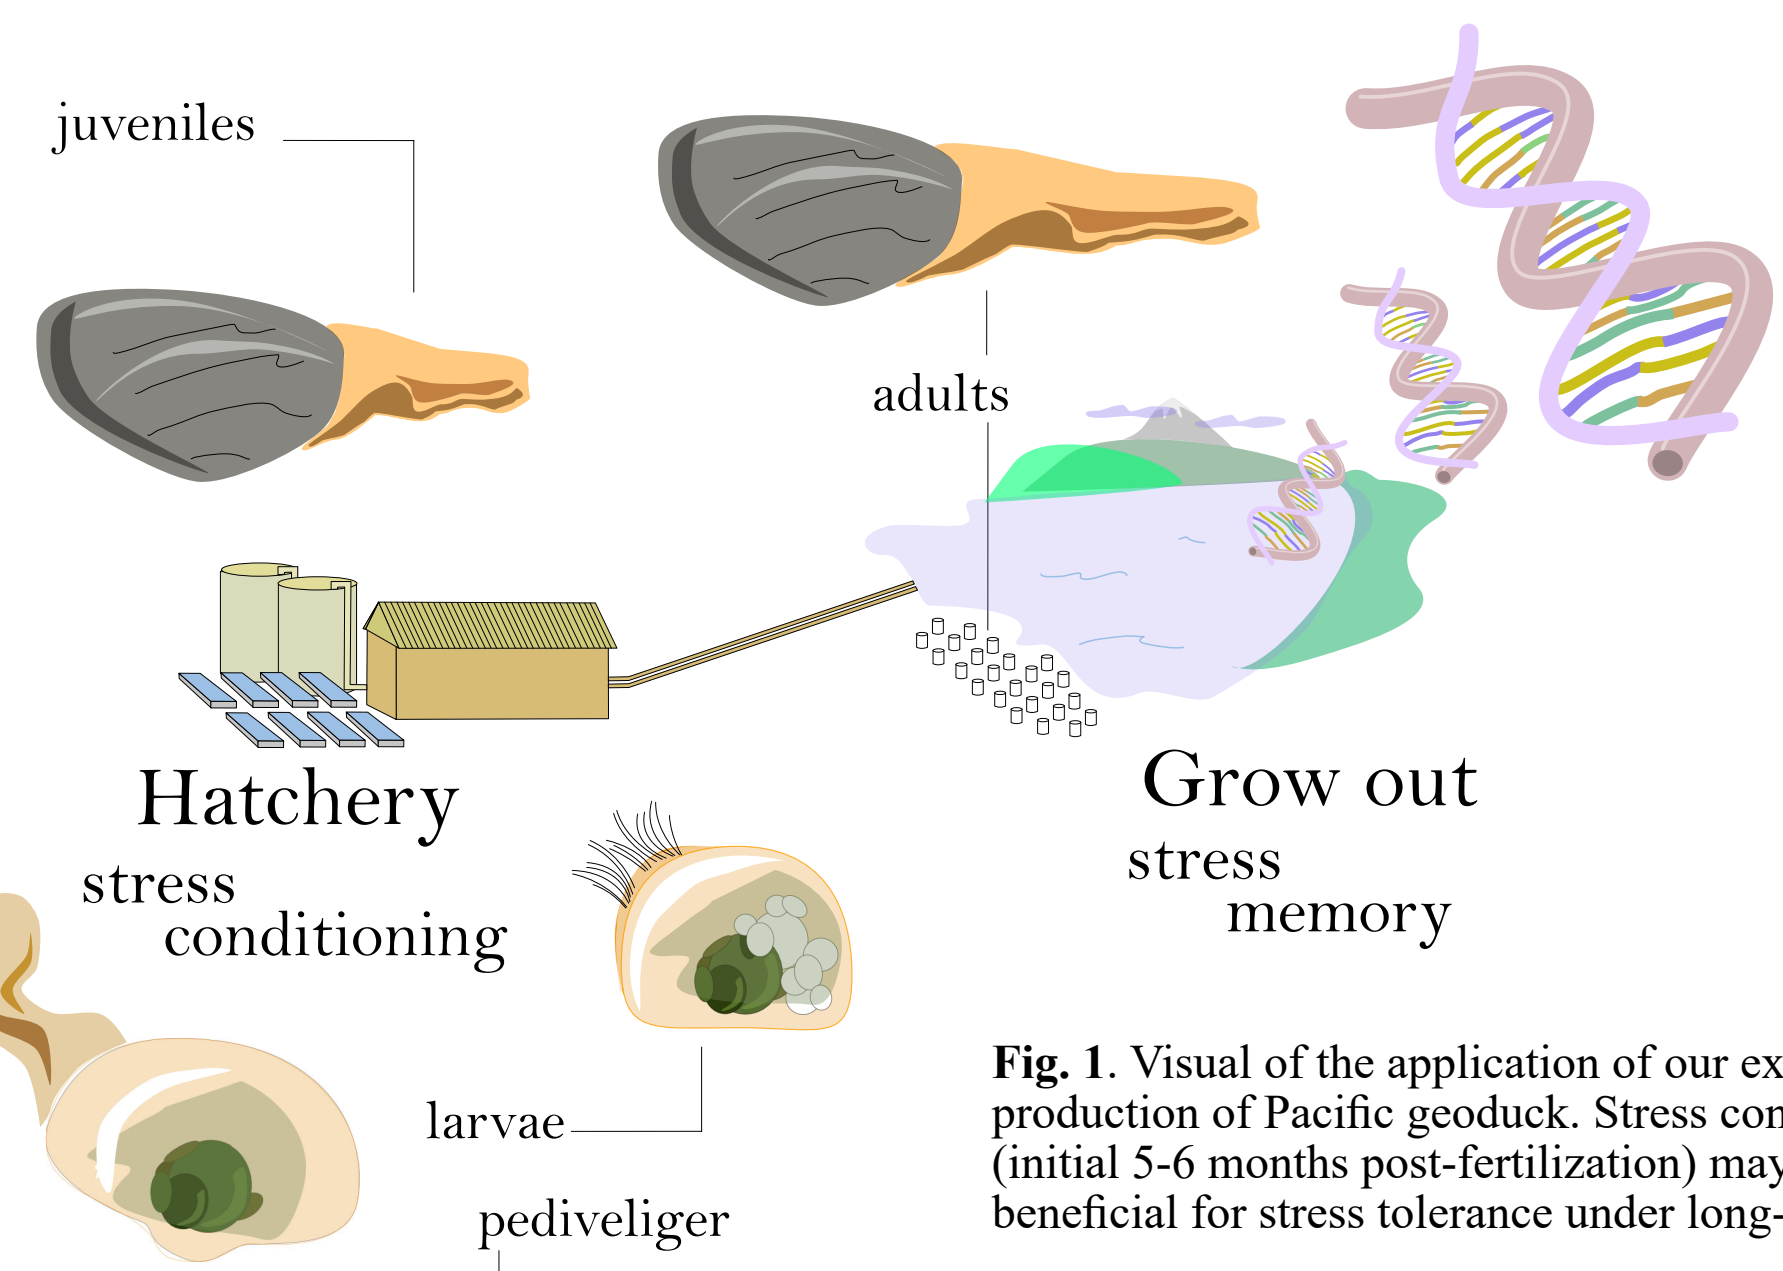 juveniles
adults
Hatchery
stress
conditioning
Grow out
stress
memory
larvae
pediveliger
Fig. 1. Visual of the application of our ex
production of Pacific geoduck. Stress con
(initial 5-6 months post-fertilization) may
beneficial for stress tolerance under long-